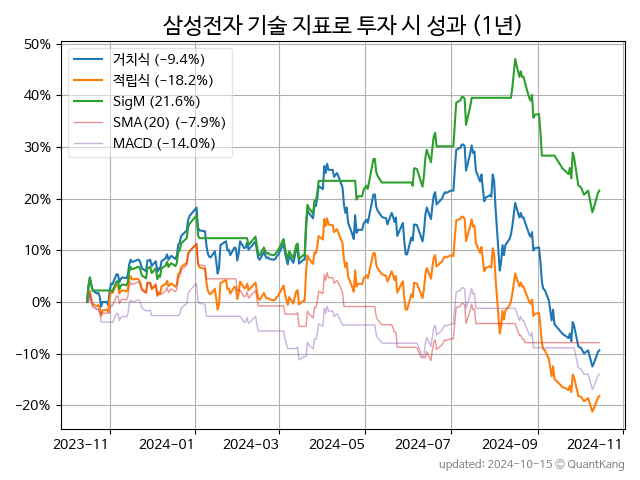 삼성전자 기술 지표로 투자 시 성과 (1년)
50%
40%
30%
20%
10%
0%
−10%
−20%
거치식 (−9.4%)
적립식 (−18.2%)
SigM (21.6%)
SMA(20) (−7.9%)
MACD (−14.0%)
2023-11
2024-01
2024-03
2024-05
2024-07
2024-09
2024-11
updated: 2024-10-15 © QuantKang